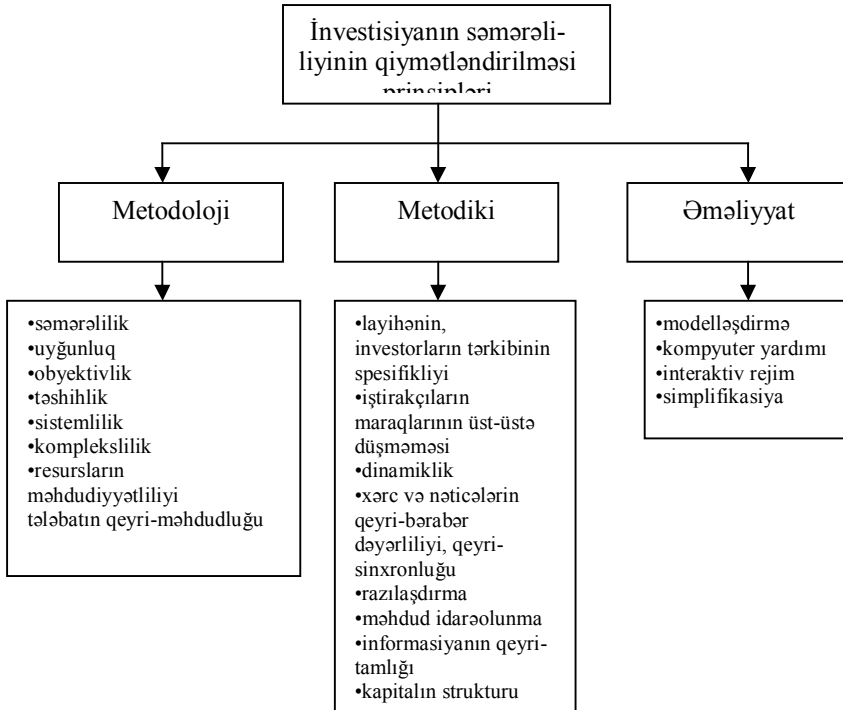 İnvestisiyanın səmərəli-
liyinin qiymətləndirilməsi
prinsipləri
Metodoloji
Metodiki
Əməliyyat
•səmərəlilik
•uyğunluq
•obyektivlik
•təshihlik
•sistemlilik
•komplekslilik
•resursların
məhdudiyyətliliyi
tələbatın qeyri-məhdudluğu
•layihənin,
investorların tərkibinin
spesifikliyi
•iştirakçıların
maraqlarının üst-üstə
düşməməsi
•dinamiklik
•xərc və nəticələrin
qeyri-bərabər
dəyərliliyi, qeyri-
sinxronluğu
•razılaşdırma
•məhdud idarəolunma
•informasiyanın qeyri-
tamlığı
•kapitalın strukturu
•modelləşdirmə
•kompyuter yardımı
•interaktiv rejim
•simplifikasiya